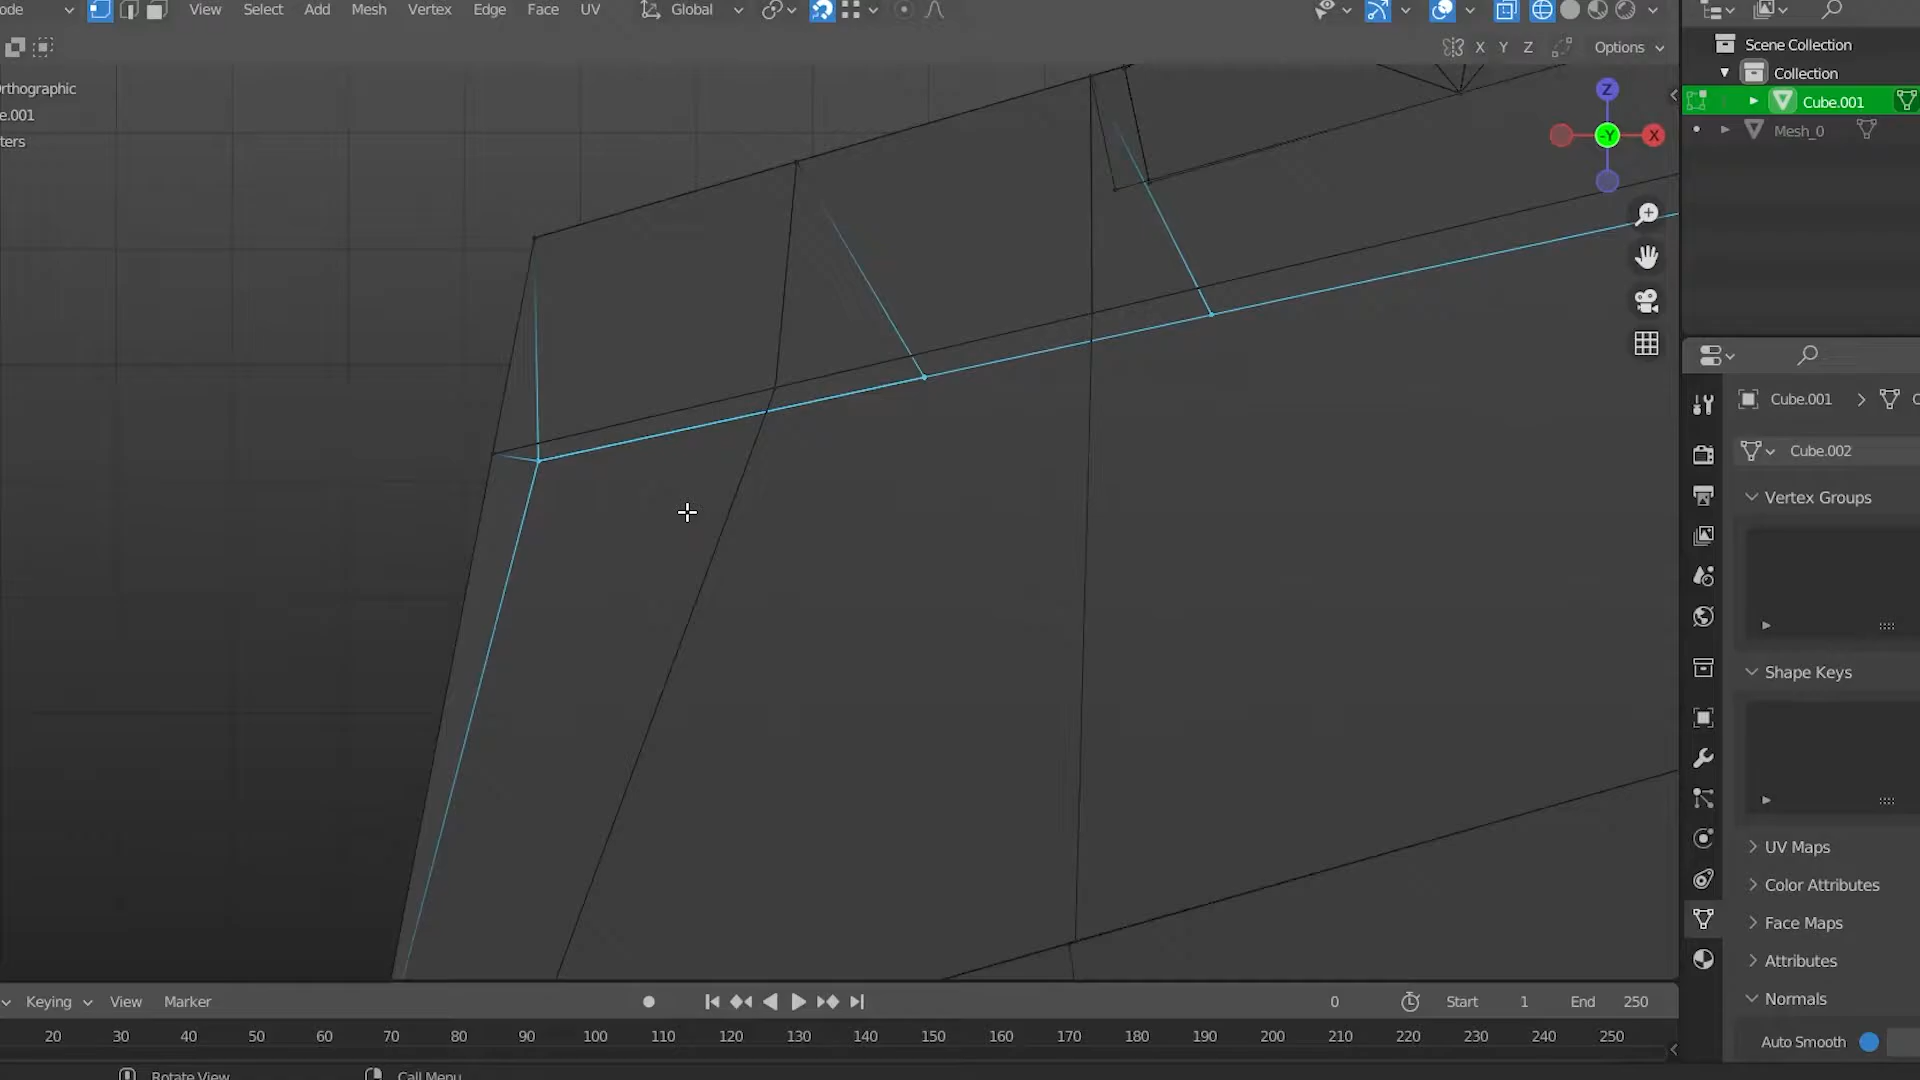 ode View Select Add Mesh Vertex Edge Face UV Global
X Y Z Options
rthographic
e.001
ters
Z
-Y
X
Scene Collection
Collection
Cube.001
Mesh_0
Cube.001 > C
Cube.002
Vertex Groups
Shape Keys
UV Maps
Color Attributes
Face Maps
Attributes
Normals
Auto Smooth
Keying View Marker 0 Start 1 End 250
20 30 40 50 60 70 80 90 100 110 120 130 140 150 160 170 180 190 200 210 220 230 240 250
Rotate View Call Menu